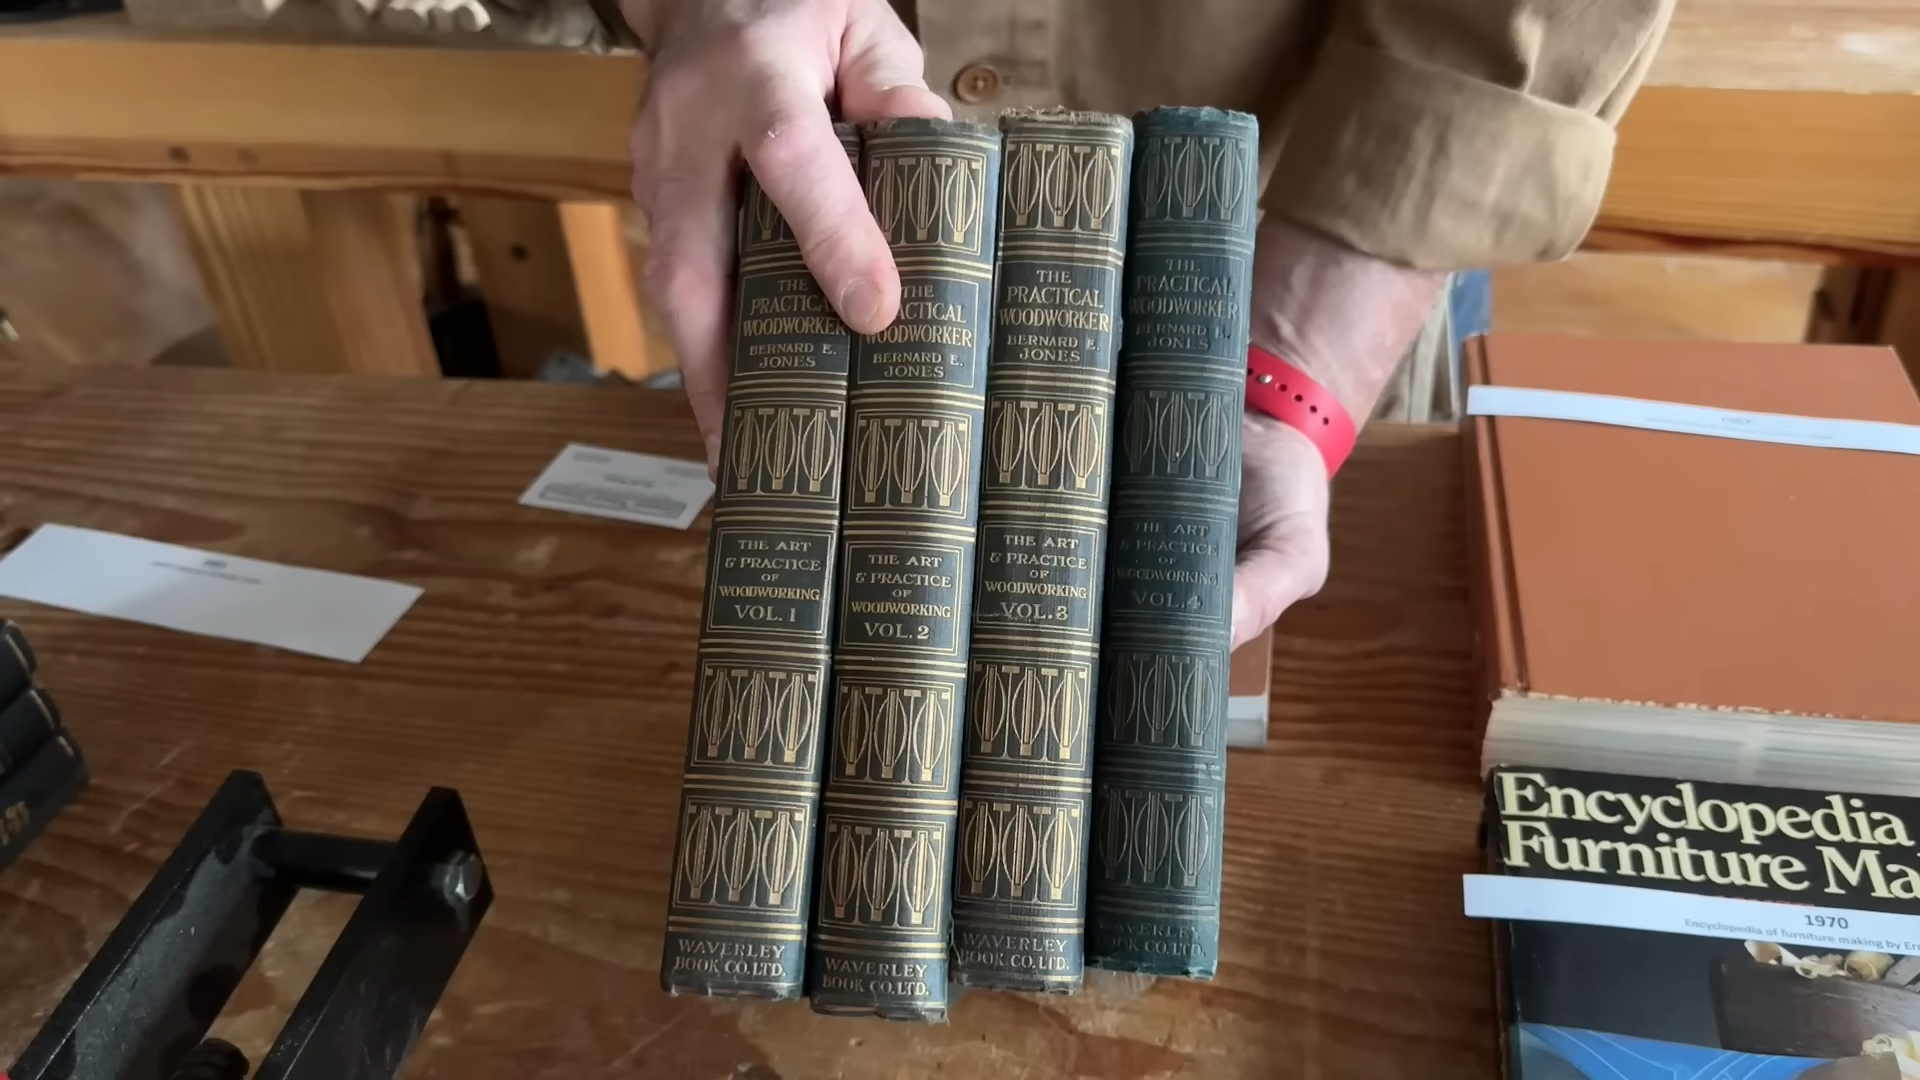 THE
PRACTICA
WOODWORKER
BERNARD E.
JONES
THE ART
& PRACTICE
OF
WOODWORKING
VOL. 1
WAVERLEY
BOOK CO. LTD.
THE
ACTICAL
WOODWORKER
BERNARD E.
JONES
THE ART
& PRACTICE
OF
WOODWORKING
VOL. 2
WAVERLEY
BOOK CO. LTD.
THE
PRACTICAL
WOODWORKER
BERNARD E.
JONES
THE ART
& PRACTICE
OF
WOODWORKING
VOL. 3
WAVERLEY
BOOK CO. LTD.
THE
PRACTICAL
WOODWORKER
BERNARD E.
JONES
THE ART
& PRACTICE
OF
WOODWORKING
VOL. 4
WAVERLEY
BOOK CO. LTD.
Encyclopedia
Furniture Ma
1970
Encyclopedia of furniture making by Ern